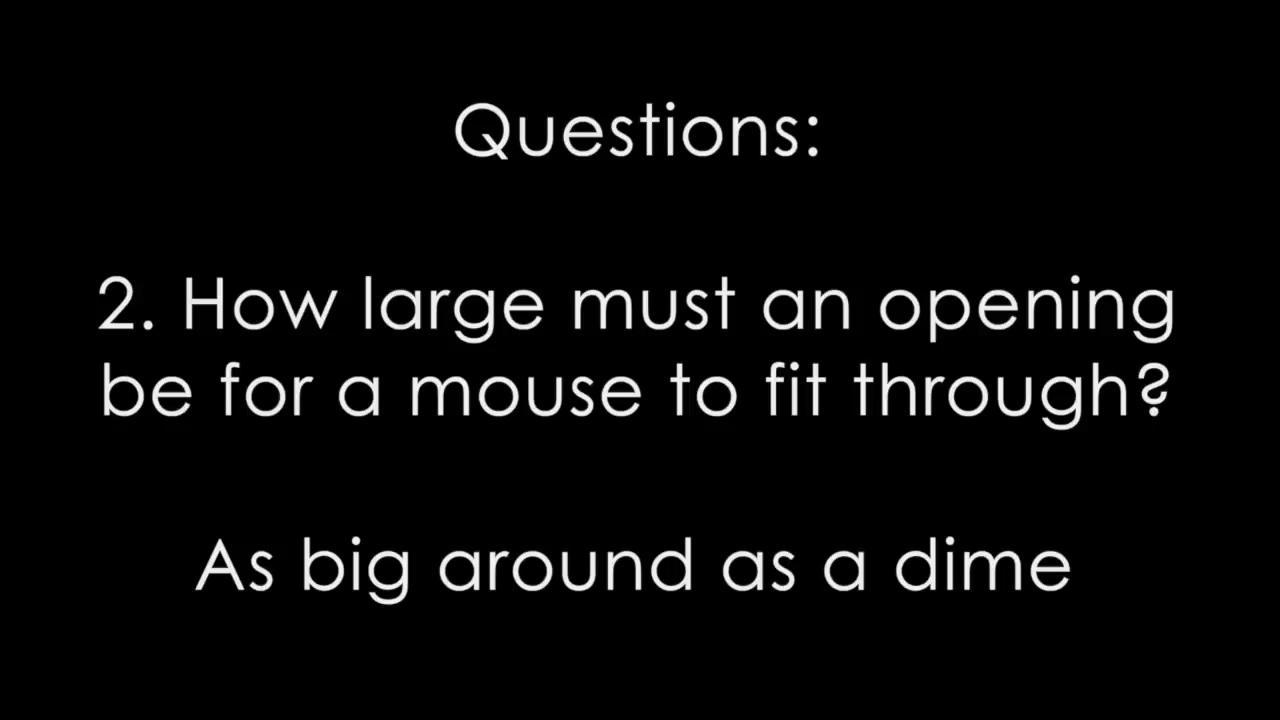 Questions:
2. How large must an opening
be for a mouse to fit through?
As big around as a dime